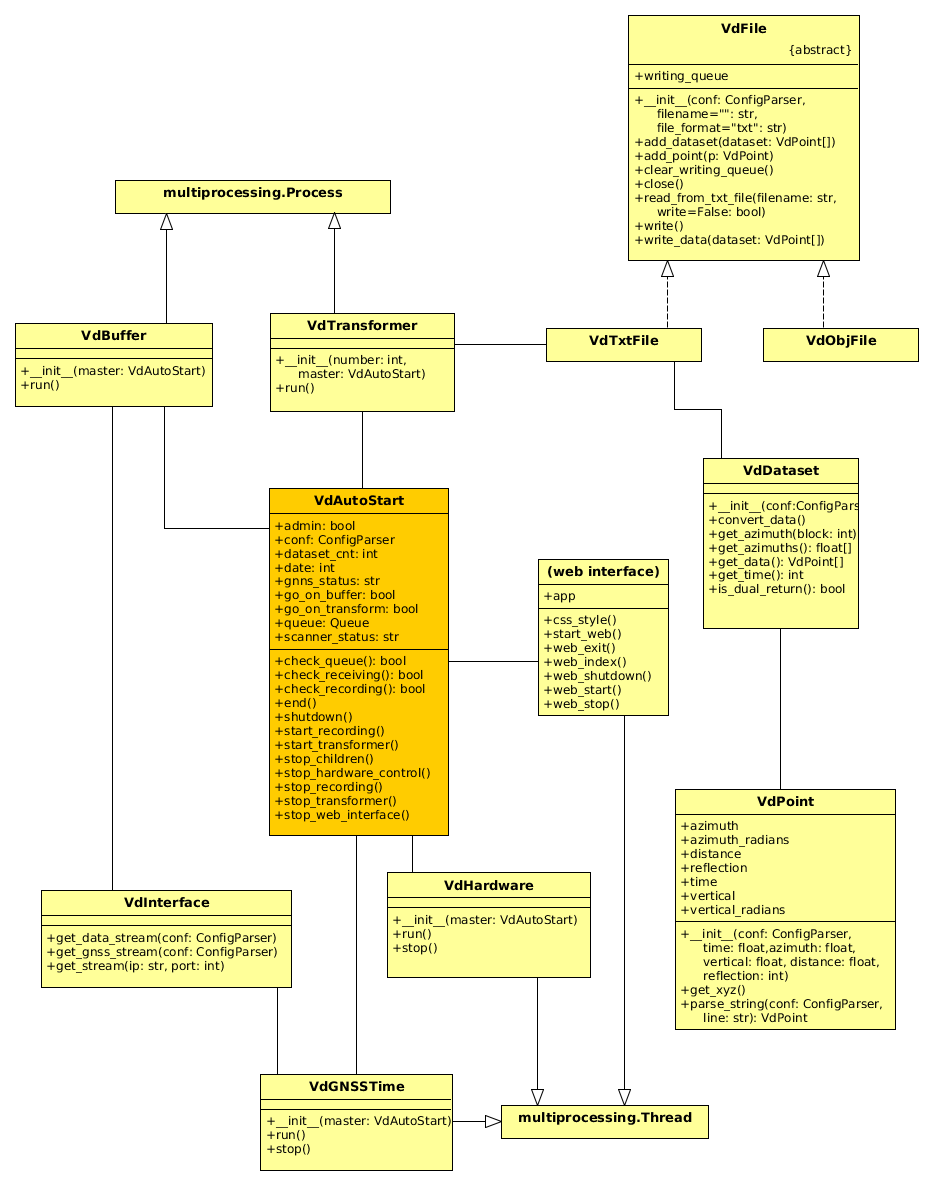 VdFile
{abstract}
+writing_queue
+__init__(conf: ConfigParser,
filename="": str,
file_format="txt": str)
+add_dataset(dataset: VdPoint[])
+add_point(p: VdPoint)
+clear_writing_queue()
+close()
+read_from_txt_file(filename: str,
write=False: bool)
+write()
+write_data(dataset: VdPoint[])
multiprocessing.Process
VdBuffer
+__init__(master: VdAutoStart)
+run()
VdTransformer
+__init__(number: int,
master: VdAutoStart)
+run()
VdTxtFile
VdObjFile
VdDataset
+__init__(conf:ConfigPars
+convert_data()
+get_azimuth(block: int)
+get_azimuths(): float[]
+get_data(): VdPoint[]
+get_time(): int
+is_dual_return(): bool
VdAutoStart
+admin: bool
+conf: ConfigParser
+dataset_cnt: int
+date: int
+gnns_status: str
+go_on_buffer: bool
+go_on_transform: bool
+queue: Queue
+scanner_status: str
+check_queue(): bool
+check_receiving(): bool
+check_recording(): bool
+end()
+shutdown()
+start_recording()
+start_transformer()
+stop_children()
+stop_hardware_control()
+stop_recording()
+stop_transformer()
+stop_web_interface()
(web interface)
+app
+css_style()
+start_web()
+web_exit()
+web_index()
+web_shutdown()
+web_start()
+web_stop()
VdPoint
+azimuth
+azimuth_radians
+distance
+reflection
+time
+vertical
+vertical_radians
+__init__(conf: ConfigParser,
time: float,azimuth: float,
vertical: float, distance: float,
reflection: int)
+get_xyz()
+parse_string(conf: ConfigParser,
line: str): VdPoint
VdInterface
+get_data_stream(conf: ConfigParser)
+get_gnss_stream(conf: ConfigParser)
+get_stream(ip: str, port: int)
VdHardware
+__init__(master: VdAutoStart)
+run()
+stop()
VdGNSSTime
+__init__(master: VdAutoStart)
+run()
+stop()
multiprocessing.Thread